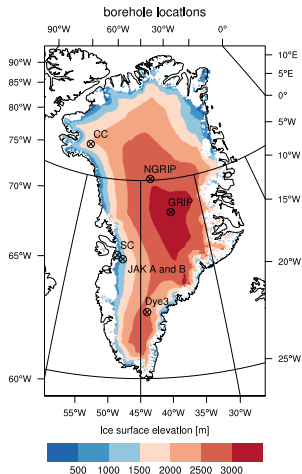 borehole locations
90°W 60°W 40°W 20°W 0°
90°W
85°W
80°W
75°W
70°W
65°W
60°W
10°E
5°E
0°
5°W
10°W
15°W
20°W
25°W
CC
NGRIP
GRIP
SC
JAK A and B
Dye3
55°W 50°W 45°W 40°W 35°W 30°W
Ice surface elevation [m]
500 1000 1500 2000 2500 3000